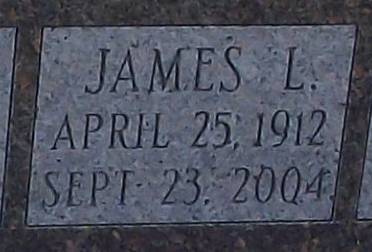 JAMES L.
APRIL 25, 1912
SEPT 23, 2004